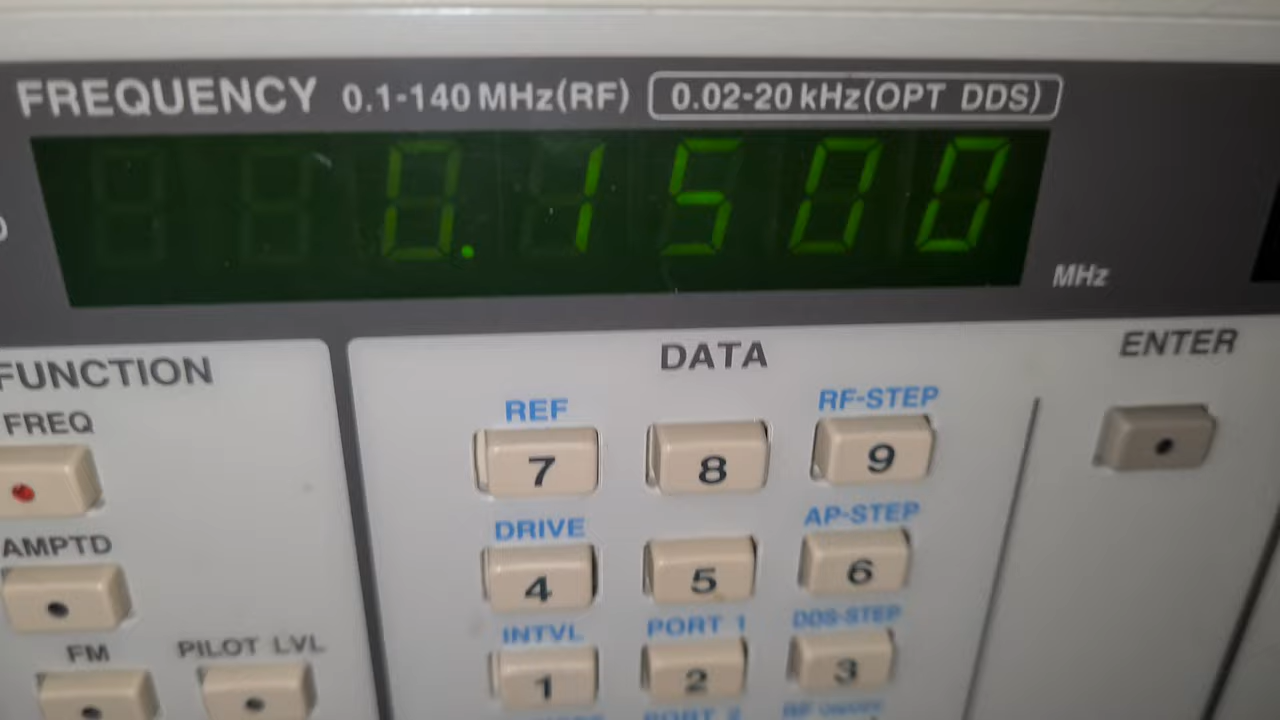 FREQUENCY 0.1-140 MHz(RF) 0.02-20 kHz(OPT DDS)
0.1500 MHz
FUNCTION DATA ENTER
FREQ REF RF-STEP
7 8 9
AMPTD DRIVE AP-STEP
4 5 6
FM PILOT LVL INTVL PORT 1 DDS-STEP
1 2 3
PORT 2